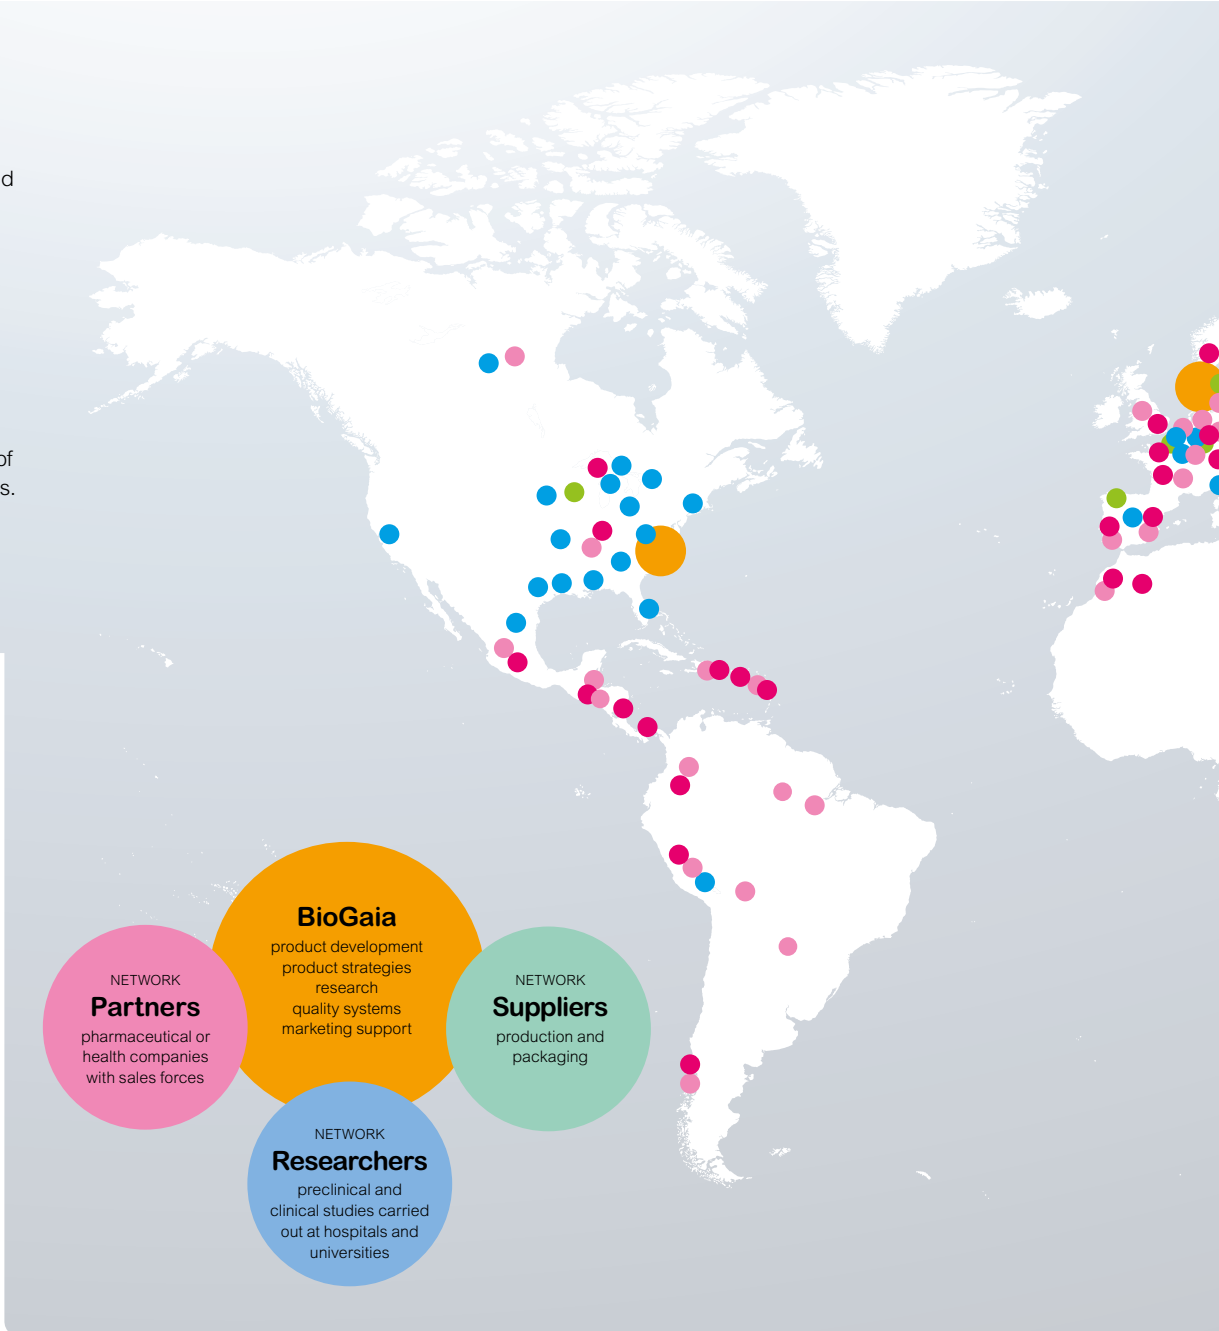 d
of
s.
BioGaia
product development
product strategies
research
quality systems
marketing support
NETWORK
Partners
pharmaceutical or
health companies
with sales forces
NETWORK
Suppliers
production and
packaging
NETWORK
Researchers
preclinical and
clinical studies carried
out at hospitals and
universities